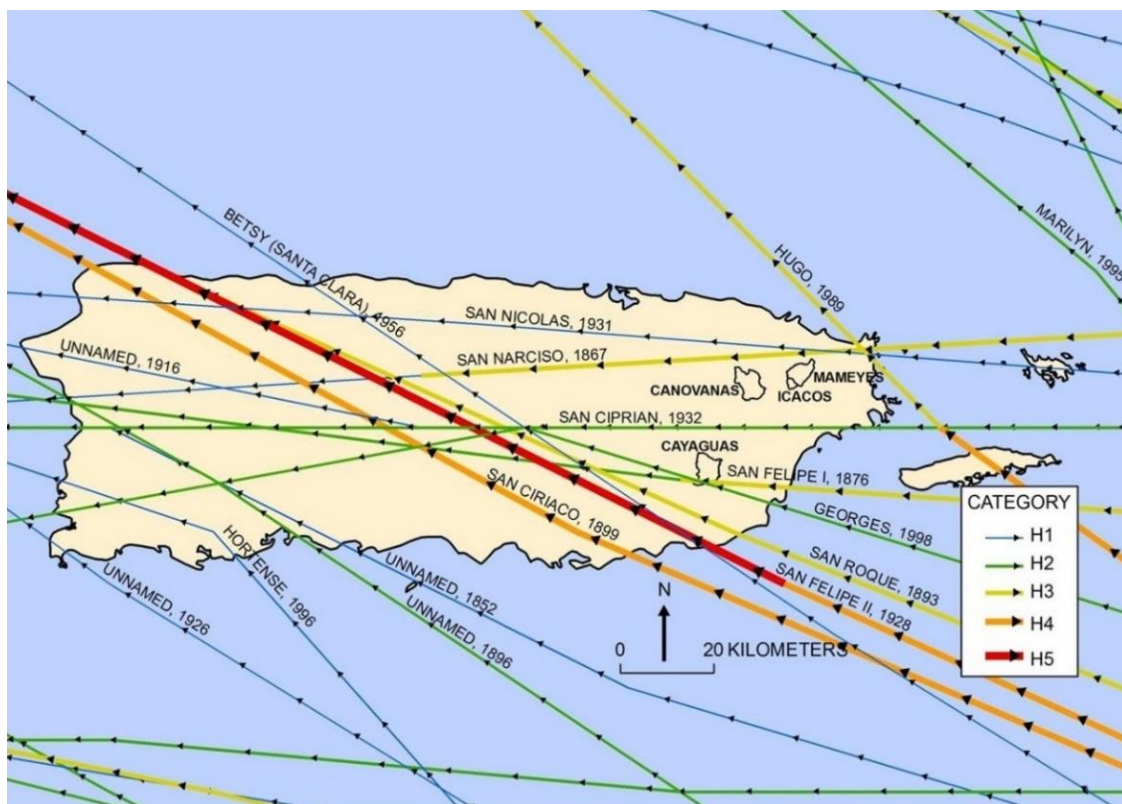 MARILYN, 1995
HUGO, 1989
BETSY (SANTA CLARA), 4956
SAN NICOLAS, 1931
UNNAMED, 1916
SAN NARCISO, 1867
CANOVANAS
MAMEYES
ICACOS
SAN CIPRIAN, 1932
CAYAGUAS
SAN FELIPE I, 1876
SAN CIRIACO, 1899
GEORGES, 1998
HORTENSE, 1996
UNNAMED, 1926
UNNAMED, 1852
UNNAMED, 1896
SAN ROQUE, 1893
SAN FELIPE II, 1928
N
0 20 KILOMETERS
CATEGORY
H1
H2
H3
H4
H5